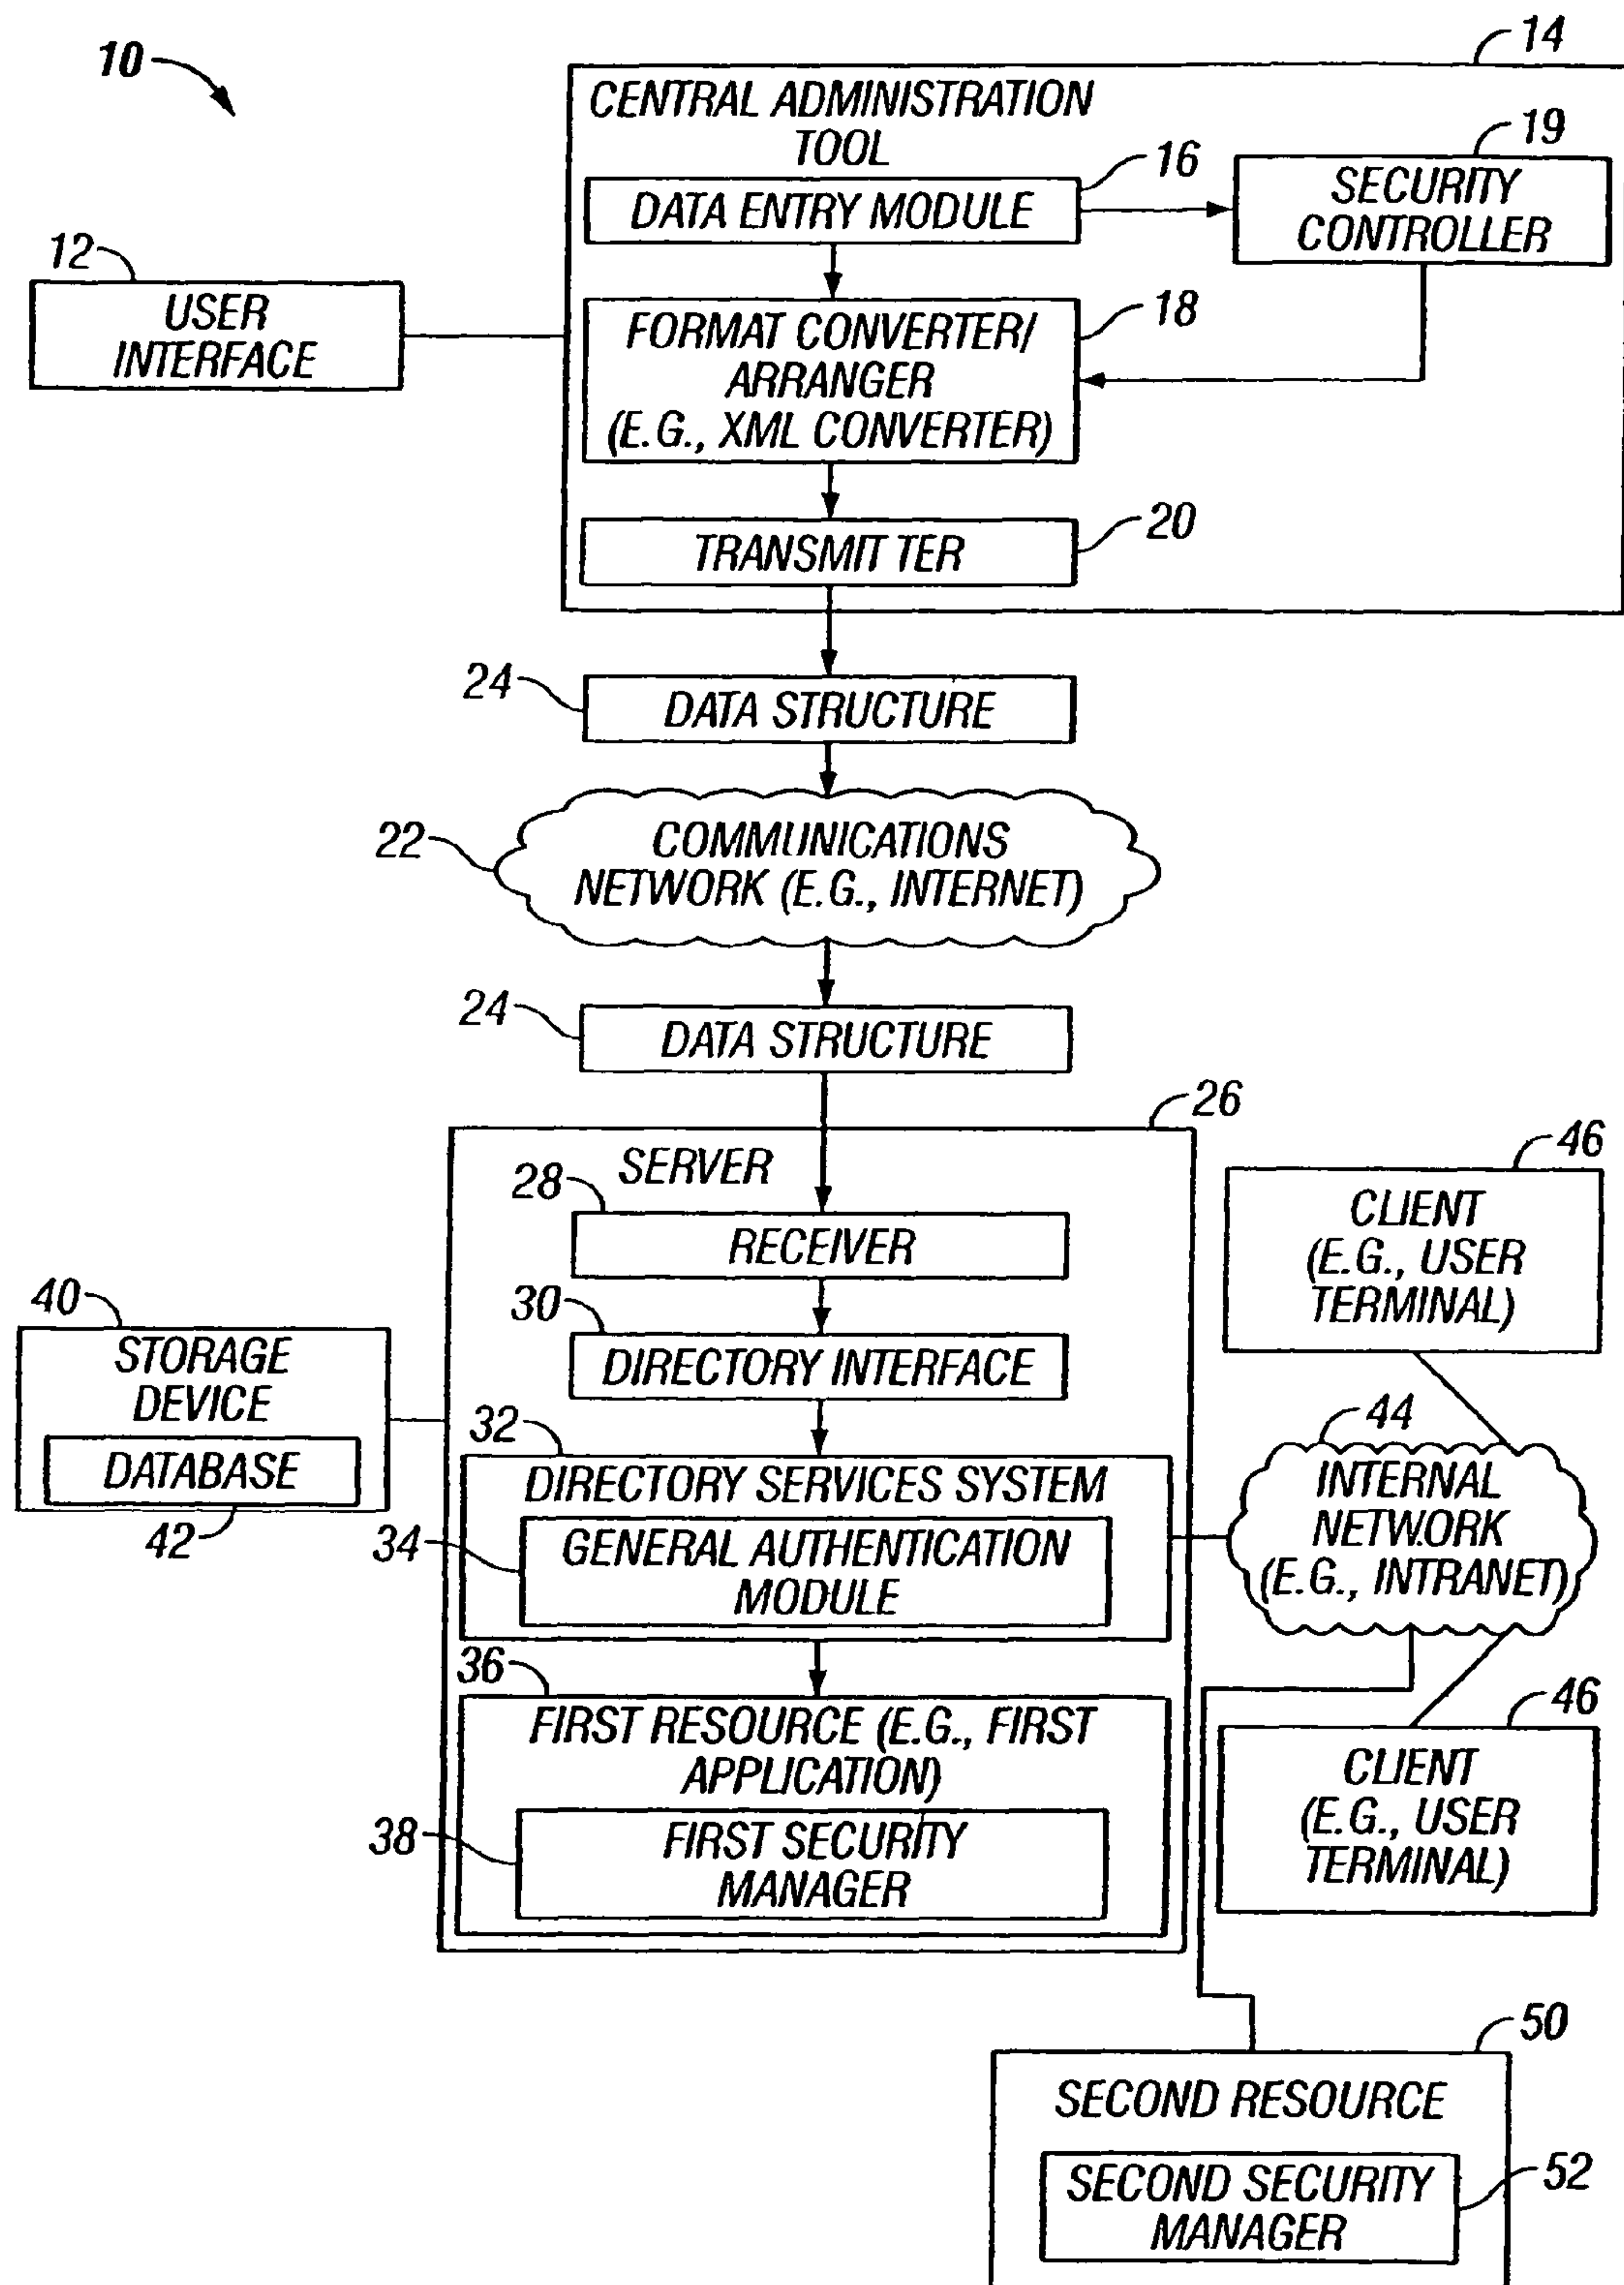 10
14
CENTRAL ADMINISTRATION
TOOL
16
DATA ENTRY MODULE
19
SECURITY
CONTROLLER
12
USER
INTERFACE
18
FORMAT CONVERTER/
ARRANGER
(E.G., XML CONVERTER)
20
TRANSMITTER
24
DATA STRUCTURE
22
COMMUNICATIONS
NETWORK (E.G., INTERNET)
24
DATA STRUCTURE
26
SERVER
28
RECEIVER
30
DIRECTORY INTERFACE
46
CLIENT
(E.G., USER
TERMINAL)
40
STORAGE
DEVICE
DATABASE
42
32
DIRECTORY SERVICES SYSTEM
34
GENERAL AUTHENTICATION
MODULE
44
INTERNAL
NETWORK
(E.G., INTRANET)
36
FIRST RESOURCE (E.G., FIRST
APPLICATION)
38
FIRST SECURITY
MANAGER
46
CLIENT
(E.G., USER
TERMINAL)
50
SECOND RESOURCE
SECOND SECURITY
MANAGER
52